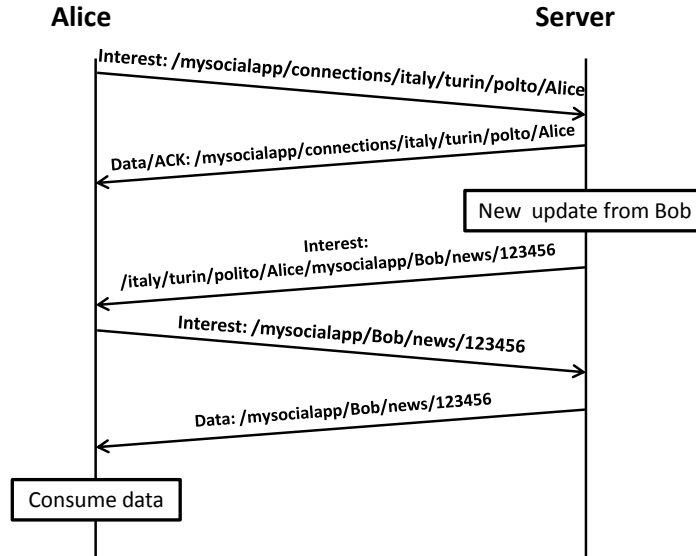 Alice
Server
Interest: /mysocialapp/connections/italy/turin/polto/Alice
Data/ACK: /mysocialapp/connections/italy/turin/polto/Alice
New update from Bob
Interest:
/italy/turin/polito/Alice/mysocialapp/Bob/news/123456
Interest: /mysocialapp/Bob/news/123456
Data: /mysocialapp/Bob/news/123456
Consume data